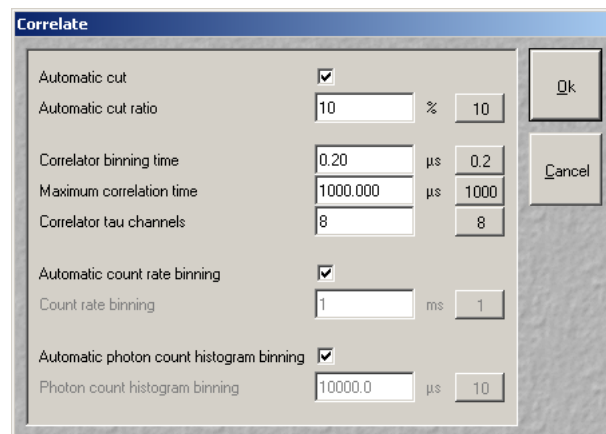 Correlate
Automatic cut
Automatic cut ratio 10 % 10
Correlator binning time 0.20 µs 0.2
Maximum correlation time 1000.000 µs 1000
Correlator tau channels 8 8
Automatic count rate binning
Count rate binning 1 ms 1
Automatic photon count histogram binning
Photon count histogram binning 10000.0 µs 10
Ok
Cancel